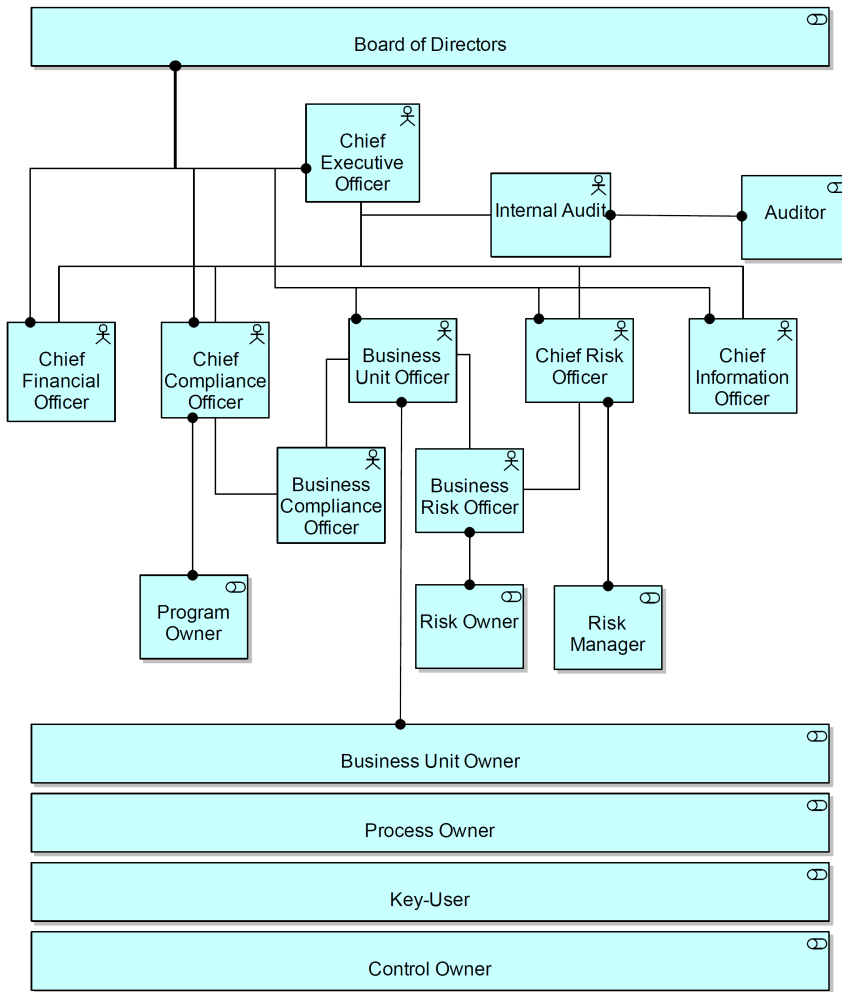 Board of Directors
Chief
Executive
Officer
Internal Audit
Auditor
Chief
Financial
Officer
Chief
Compliance
Officer
Business
Unit Officer
Chief Risk
Officer
Chief
Information
Officer
Business
Compliance
Officer
Business
Risk Officer
Program
Owner
Risk Owner
Risk
Manager
Business Unit Owner
Process Owner
Key-User
Control Owner